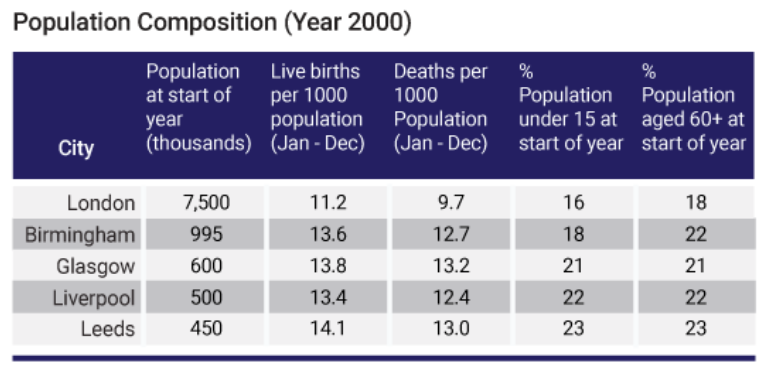 Population Composition (Year 2000)
City
Population at start of year (thousands)
Live births per 1000 population (Jan - Dec)
Deaths per 1000 Population (Jan - Dec)
% Population under 15 at start of year
% Population aged 60+ at start of year
London 7,500 11.2 9.7 16 18
Birmingham 995 13.6 12.7 18 22
Glasgow 600 13.8 13.2 21 21
Liverpool 500 13.4 12.4 22 22
Leeds 450 14.1 13.0 23 23